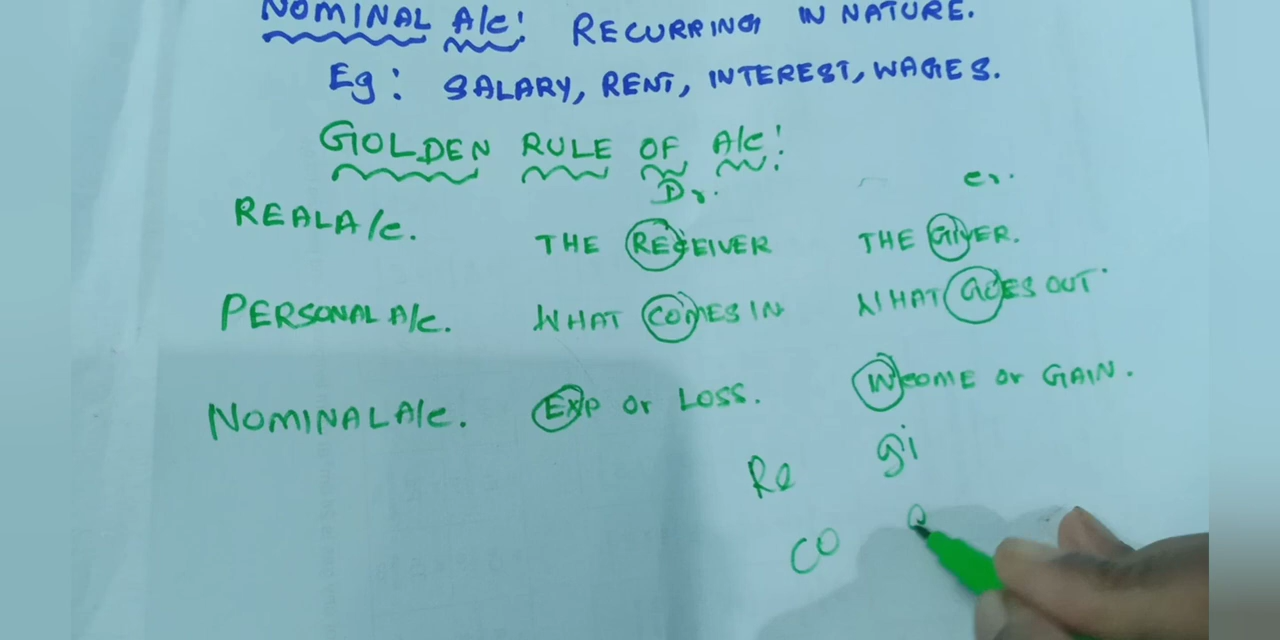 NOMINAL A/c! RECURRING IN NATURE.
Eg: SALARY, RENT, INTEREST, WAGES.
GOLDEN RULE OF A/c!
Dr. Cr.
REAL A/c. THE RECEIVER THE GIVER.
PERSONAL A/c. WHAT COMES IN WHAT GOES OUT.
NOMINAL A/c. EXP or LOSS. INCOME or GAIN.
Re gi
CO